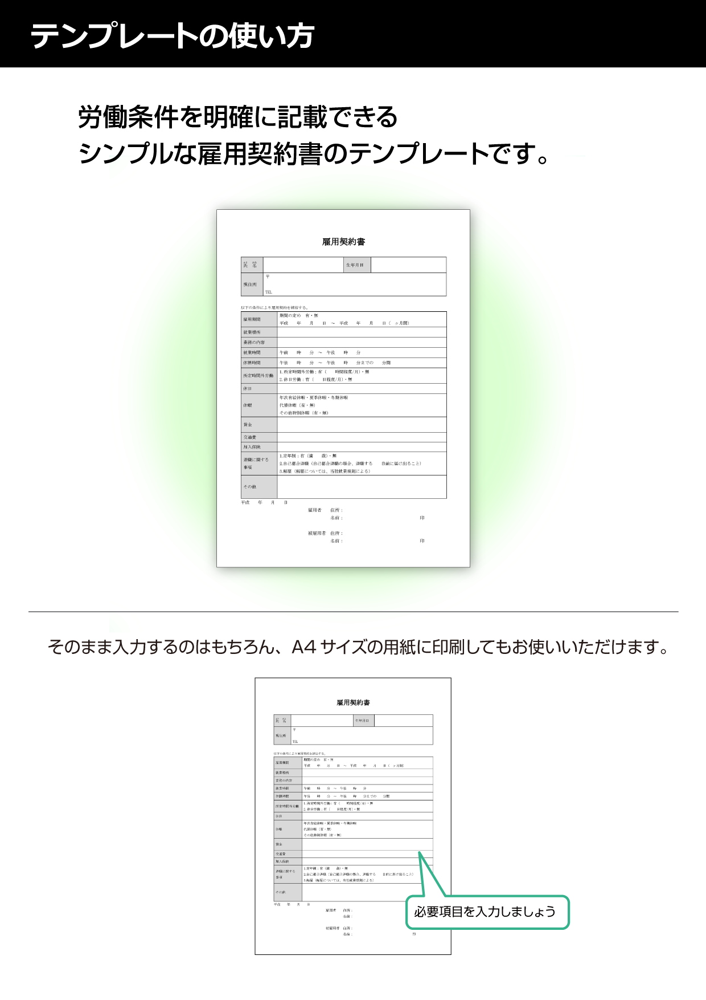 テンプレートの使い方
労働条件を明確に記載できる
シンプルな雇用契約書のテンプレートです。
雇用契約書
氏 名 生年月日
現住所 〒
TEL
以下の条件により雇用契約を締結する。
雇用期間 期間の定め 有・無
平成 年 月 日 ～ 平成 年 月 日（ ヶ月間）
就業場所
業務の内容
就業時間 午前 時 分 ～ 午後 時 分
休憩時間 午後 時 分 ～ 午後 時 分までの 分間
所定時間外労働 1.所定時間外労働：有（ 時間程度/月）・無
2.休日労働：有（ 日程度/月）・無
休日
休暇 年次有給休暇・夏季休暇・冬期休暇
代替休暇（有・無）
その他特別休暇（有・無）
賃金
交通費
加入保険
退職に関する事項 1.定年制：有（満 歳）・無
2.自己都合退職（自己都合退職の場合、退職する 日前に届け出ること）
3.解雇（解雇については、当社就業規則による）
その他
平成 年 月 日
雇用者 住所：
名前： 印
被雇用者 住所：
名前： 印
そのまま入力するのはもちろん、A4 サイズの用紙に印刷してもお使いいただけます。
雇用契約書
氏 名 生年月日
現住所 〒
TEL
以下の条件により雇用契約を締結する。
雇用期間 期間の定め 有・無
平成 年 月 日 ～ 平成 年 月 日（ ヶ月間）
就業場所
業務の内容
就業時間 午前 時 分 ～ 午後 時 分
休憩時間 午後 時 分 ～ 午後 時 分までの 分間
所定時間外労働 1.所定時間外労働：有（ 時間程度/月）・無
2.休日労働：有（ 日程度/月）・無
休日
休暇 年次有給休暇・夏季休暇・冬期休暇
代替休暇（有・無）
その他特別休暇（有・無）
賃金
交通費
加入保険
退職に関する事項 1.定年制：有（満 歳）・無
2.自己都合退職（自己都合退職の場合、退職する 日前に届け出ること）
3.解雇（解雇については、当社就業規則による）
その他
平成 年 月 日
雇用者 住所：
名前：
被雇用者 住所：
名前： 印
必要項目を入力しましょう